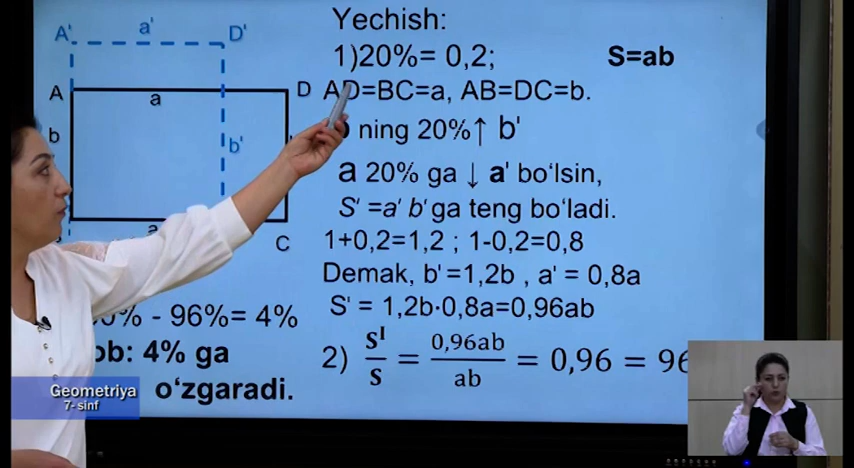 Yechish:
1)20%= 0,2;
S=ab
A'
a'
D'
A
a
D
b
b'
C
AD=BC=a, AB=DC=b.
ning 20%↑ b'
a 20% ga ↓ a' bo‘lsin,
S' =a' b' ga teng bo‘ladi.
1+0,2=1,2 ; 1-0,2=0,8
Demak, b'=1,2b , a' = 0,8a
S' = 1,2b·0,8a=0,96ab
2) S'/S = 0,96ab/ab = 0,96 = 96
% - 96%= 4%
4% ga
o‘zgaradi.
Geometriya
7- sinf